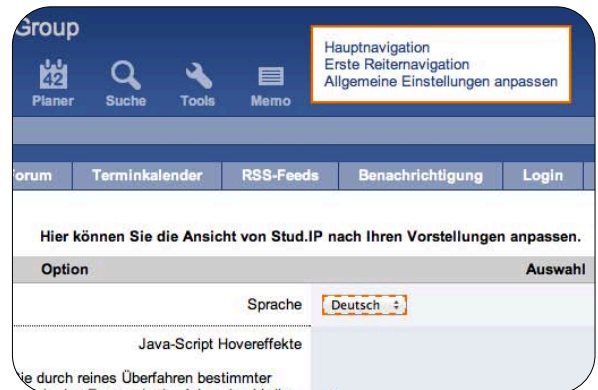 Group
Hauptnavigation
Erste Reiternavigation
Allgemeine Einstellungen anpassen
42
Planer Suche Tools Memo
Forum Terminkalender RSS-Feeds Benachrichtigung Login
Hier können Sie die Ansicht von Stud.IP nach Ihren Vorstellungen anpassen.
Option Auswahl
Sprache Deutsch
Java-Script Hovereffekte
durch reines Überfahren bestimmter